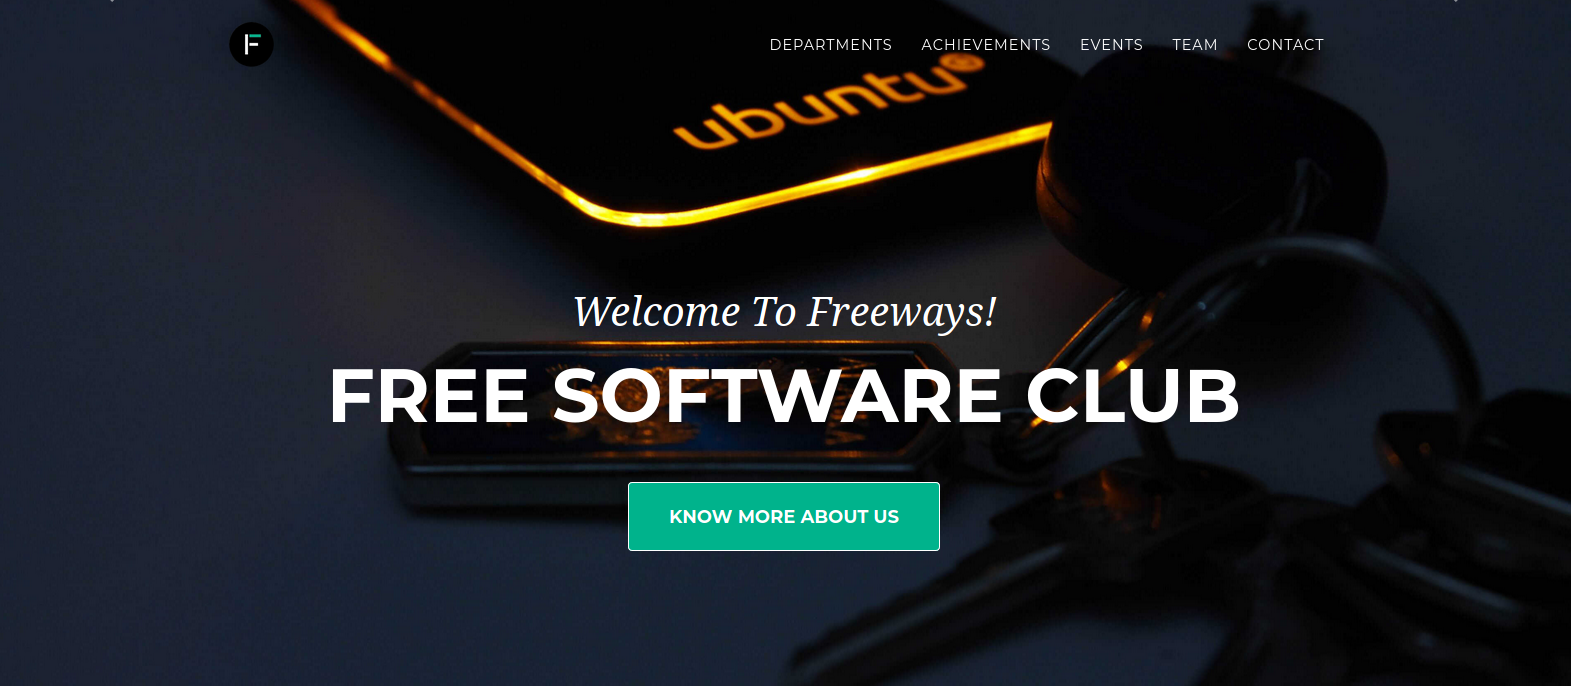 F
DEPARTMENTS ACHIEVEMENTS EVENTS TEAM CONTACT
ubuntu®
Welcome To Freeways!
FREE SOFTWARE CLUB
KNOW MORE ABOUT US